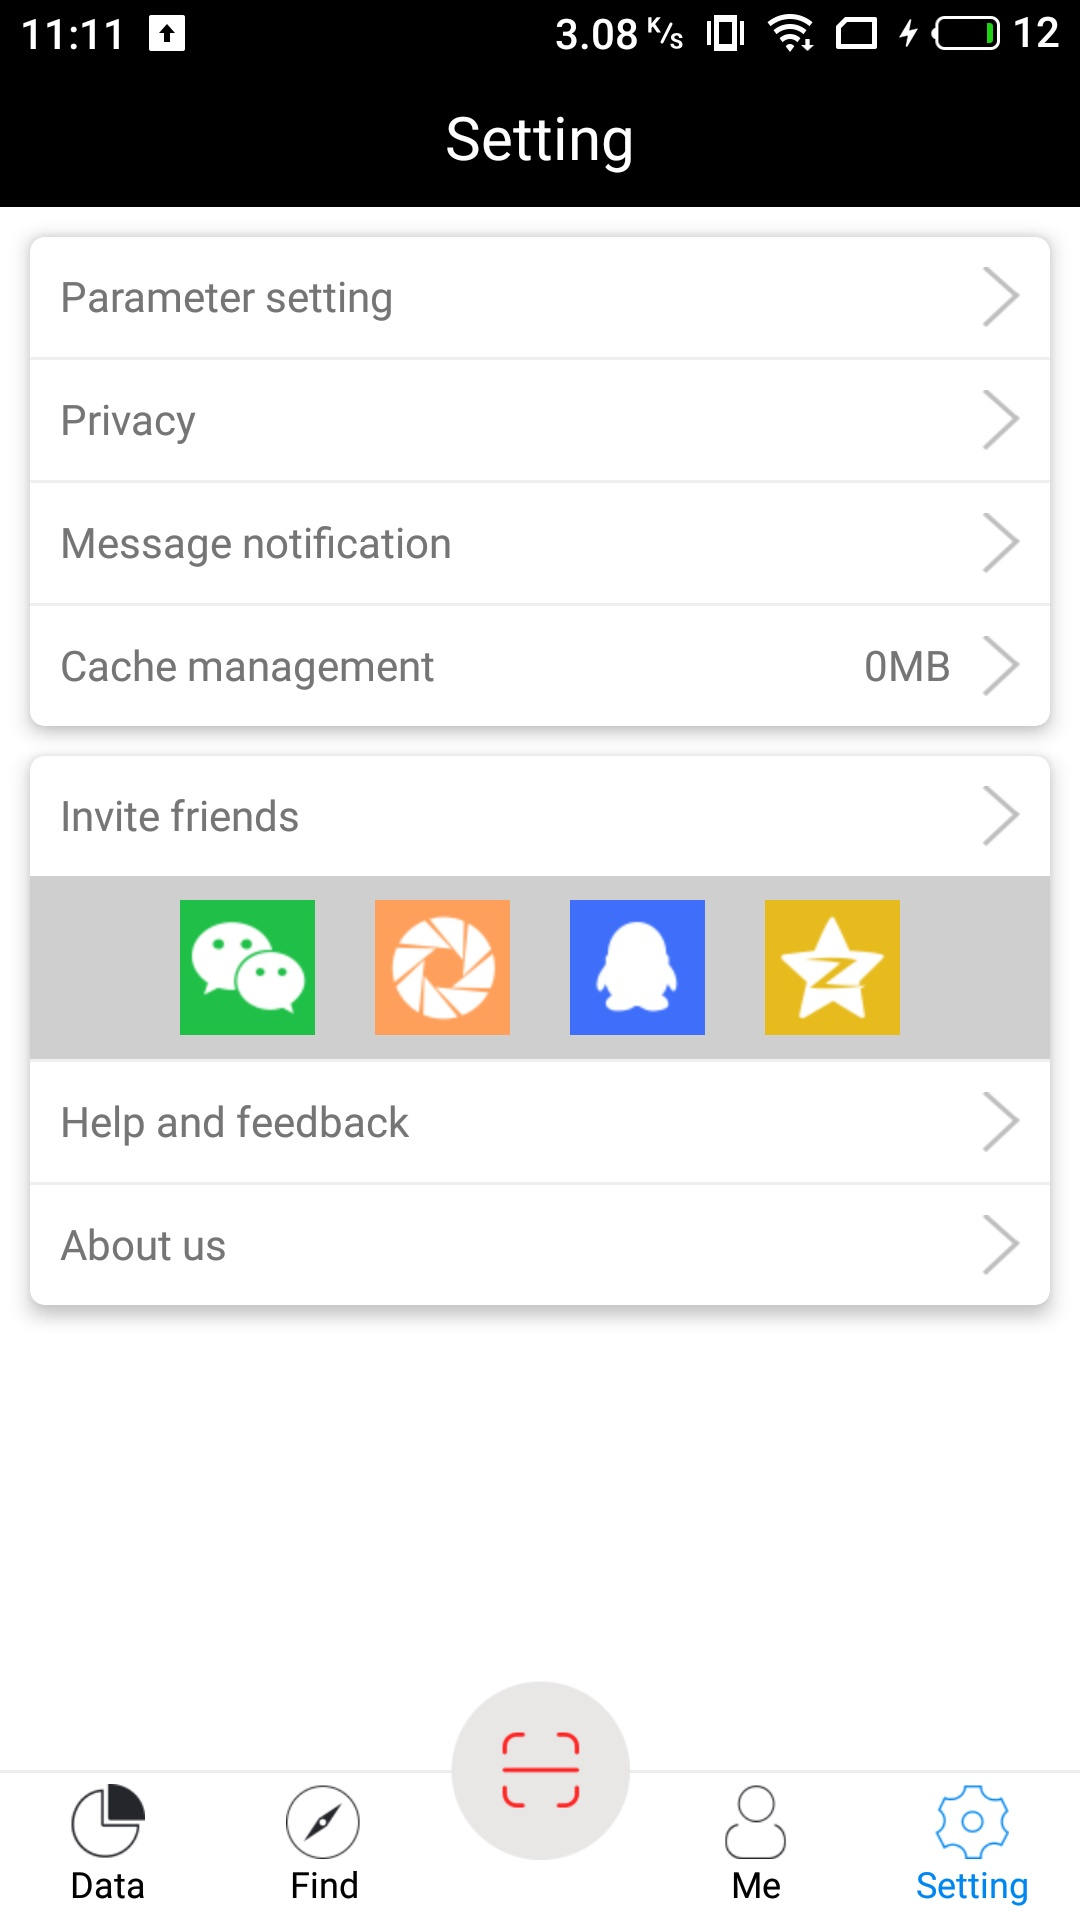 11:11
3.08 K/s
12
Setting
Parameter setting
Privacy
Message notification
Cache management 0MB
Invite friends
Help and feedback
About us
Data
Find
Me
Setting